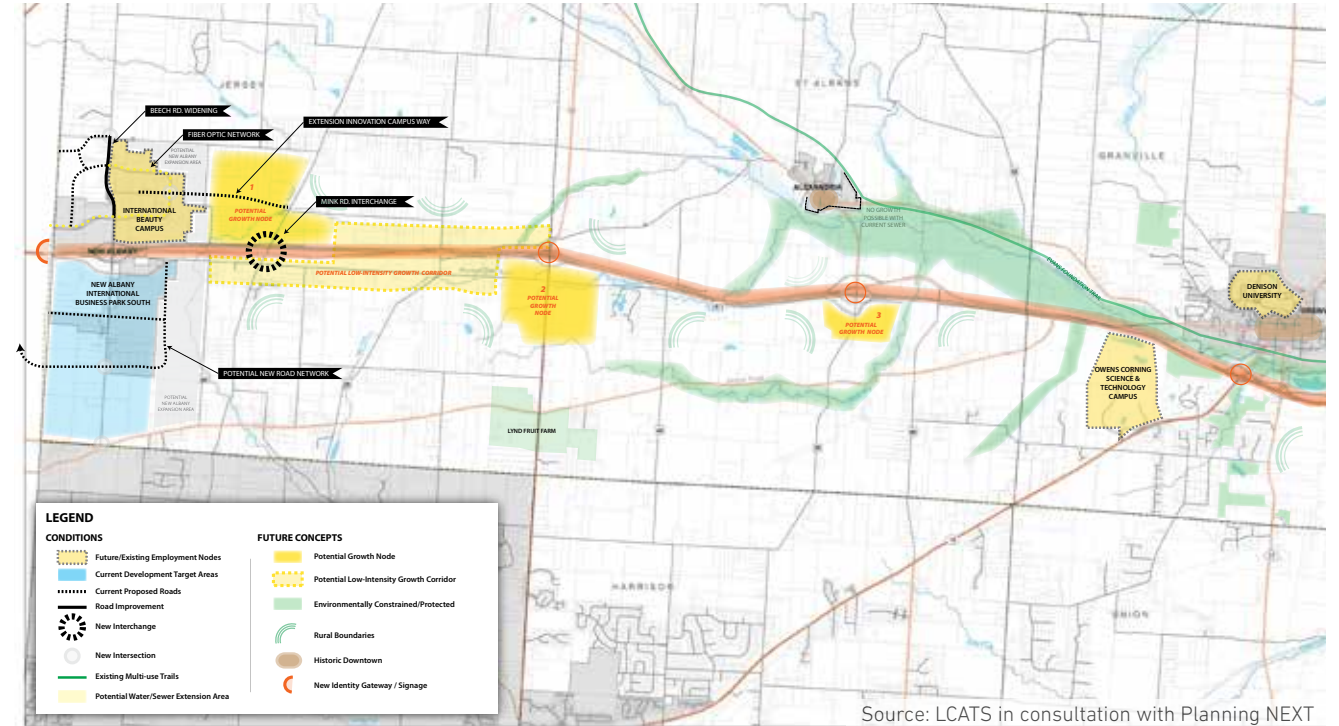 JERSEY
ST ALBANS
BEECH RD. WIDENING
EXTENSION INNOVATION CAMPUS WAY
FIBER OPTIC NETWORK
POTENTIAL
NEW ALBANY
EXPANSION AREA
GRANVILLE
1
POTENTIAL
GROWTH NODE
MINK RD. INTERCHANGE
ALEXANDRIA
INTERNATIONAL
BEAUTY
CAMPUS
NO GROWTH
POSSIBLE WITH
CURRENT SEWER
NEW ALBANY
POTENTIAL LOW-INTENSITY GROWTH CORRIDOR
EVANS FOUNDATION TRAIL
NEW ALBANY
INTERNATIONAL
BUSINESS PARK SOUTH
2
POTENTIAL
GROWTH
NODE
DENISON
UNIVERSITY
3
POTENTIAL
GROWTH NODE
POTENTIAL NEW ROAD NETWORK
OWENS CORNING
SCIENCE &
TECHNOLOGY
CAMPUS
POTENTIAL
NEW ALBANY
EXPANSION AREA
LYND FRUIT FARM
HARRISON
UNION
LEGEND
CONDITIONS
Future/Existing Employment Nodes
Current Development Target Areas
Current Proposed Roads
Road Improvement
New Interchange
New Intersection
Existing Multi-use Trails
Potential Water/Sewer Extension Area
FUTURE CONCEPTS
Potential Growth Node
Potential Low-Intensity Growth Corridor
Environmentally Constrained/Protected
Rural Boundaries
Historic Downtown
New Identity Gateway / Signage
Source: LCATS in consultation with Planning NEXT